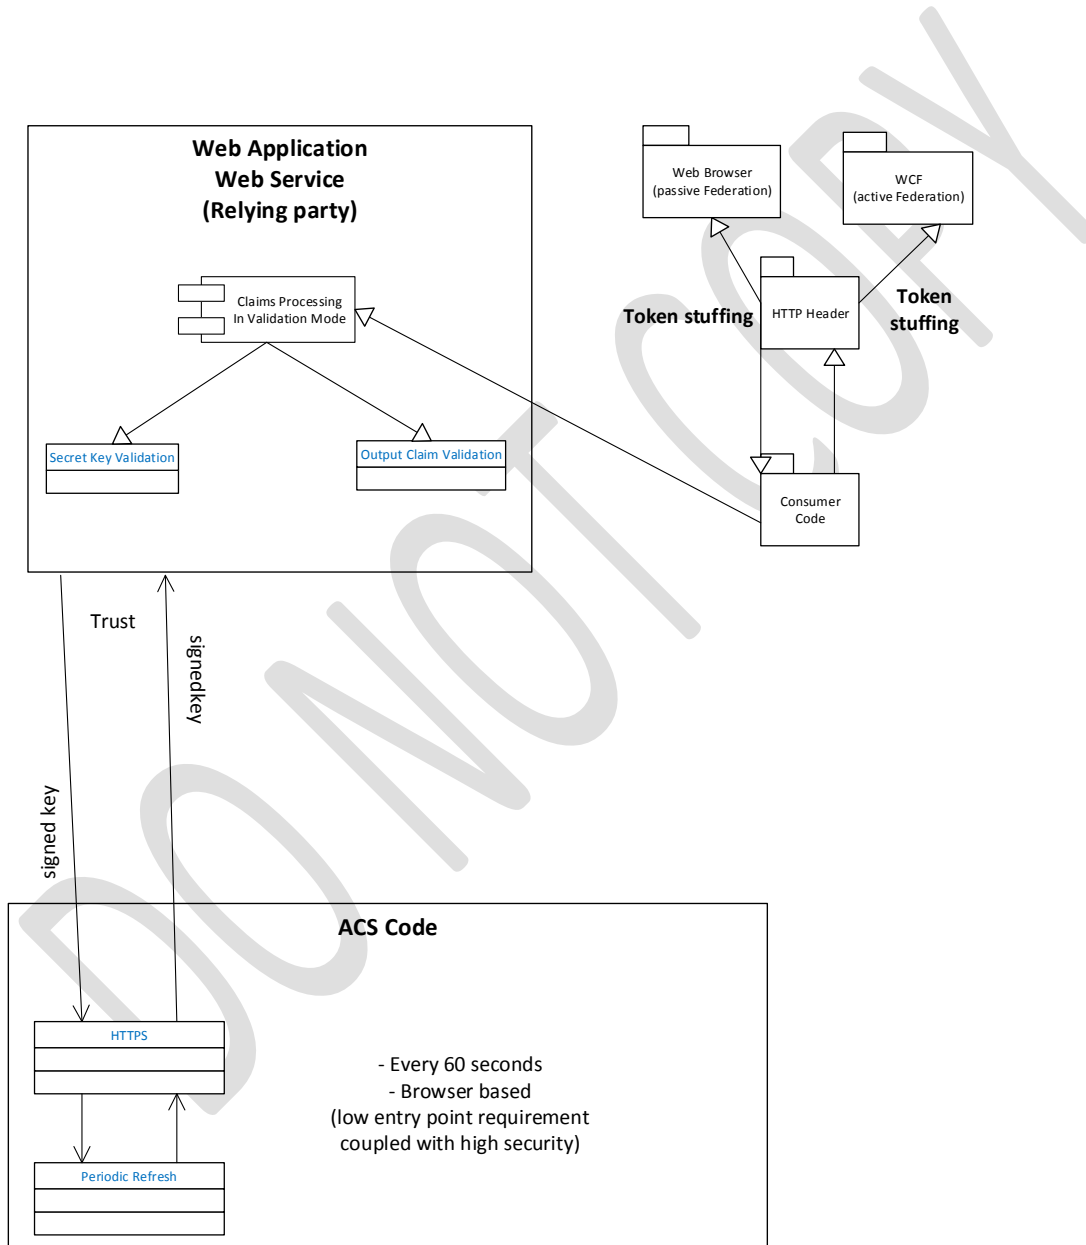 Web Application
Web Service
(Relying party)
Claims Processing
In Validation Mode
Secret Key Validation
Output Claim Validation
Web Browser
(passive Federation)
WCF
(active Federation)
Token stuffing
HTTP Header
Token
stuffing
Consumer
Code
Trust
signedkey
signed key
ACS Code
HTTPS
Periodic Refresh
- Every 60 seconds
- Browser based
(low entry point requirement
coupled with high security)
DO NOT COPY